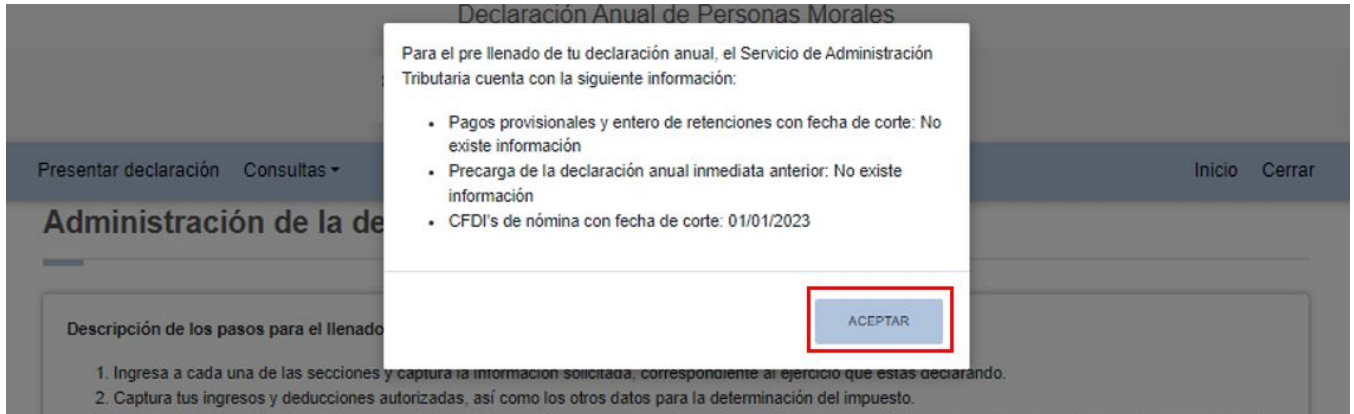 Declaración Anual de Personas Morales
Para el pre llenado de tu declaración anual, el Servicio de Administración
Tributaria cuenta con la siguiente información:
• Pagos provisionales y entero de retenciones con fecha de corte: No
existe información
• Precarga de la declaración anual inmediata anterior: No existe
información
• CFDI's de nómina con fecha de corte: 01/01/2023
ACEPTAR
Presentar declaración Consultas Inicio Cerrar
Administración de la de
Descripción de los pasos para el llenado
1. Ingresa a cada una de las secciones y captura la información solicitada, correspondiente al ejercicio que estás declarando.
2. Captura tus ingresos y deducciones autorizadas, así como los otros datos para la determinación del impuesto.